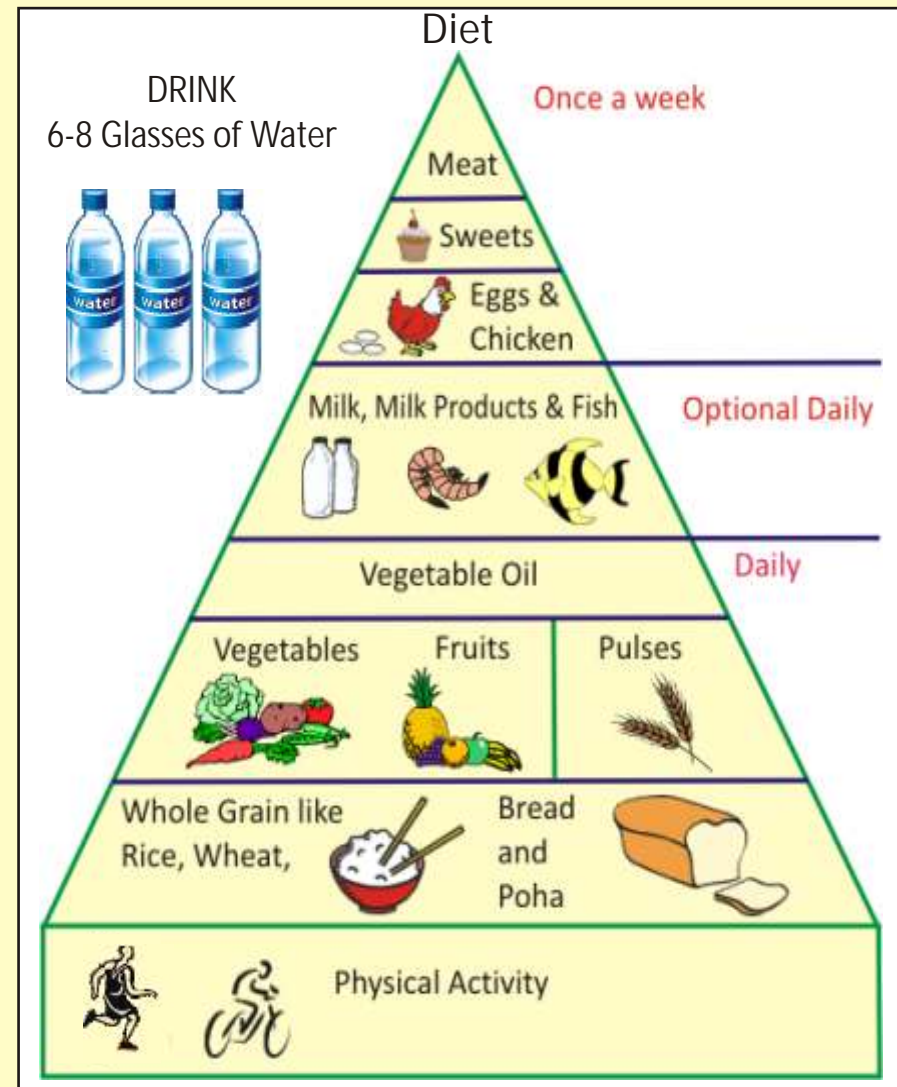 Diet
DRINK
6-8 Glasses of Water
water water water
Once a week
Meat
Sweets
Eggs &
Chicken
Milk, Milk Products & Fish
Optional Daily
Daily
Vegetable Oil
Vegetables Fruits Pulses
Whole Grain like
Rice, Wheat,
Bread
and
Poha
Physical Activity